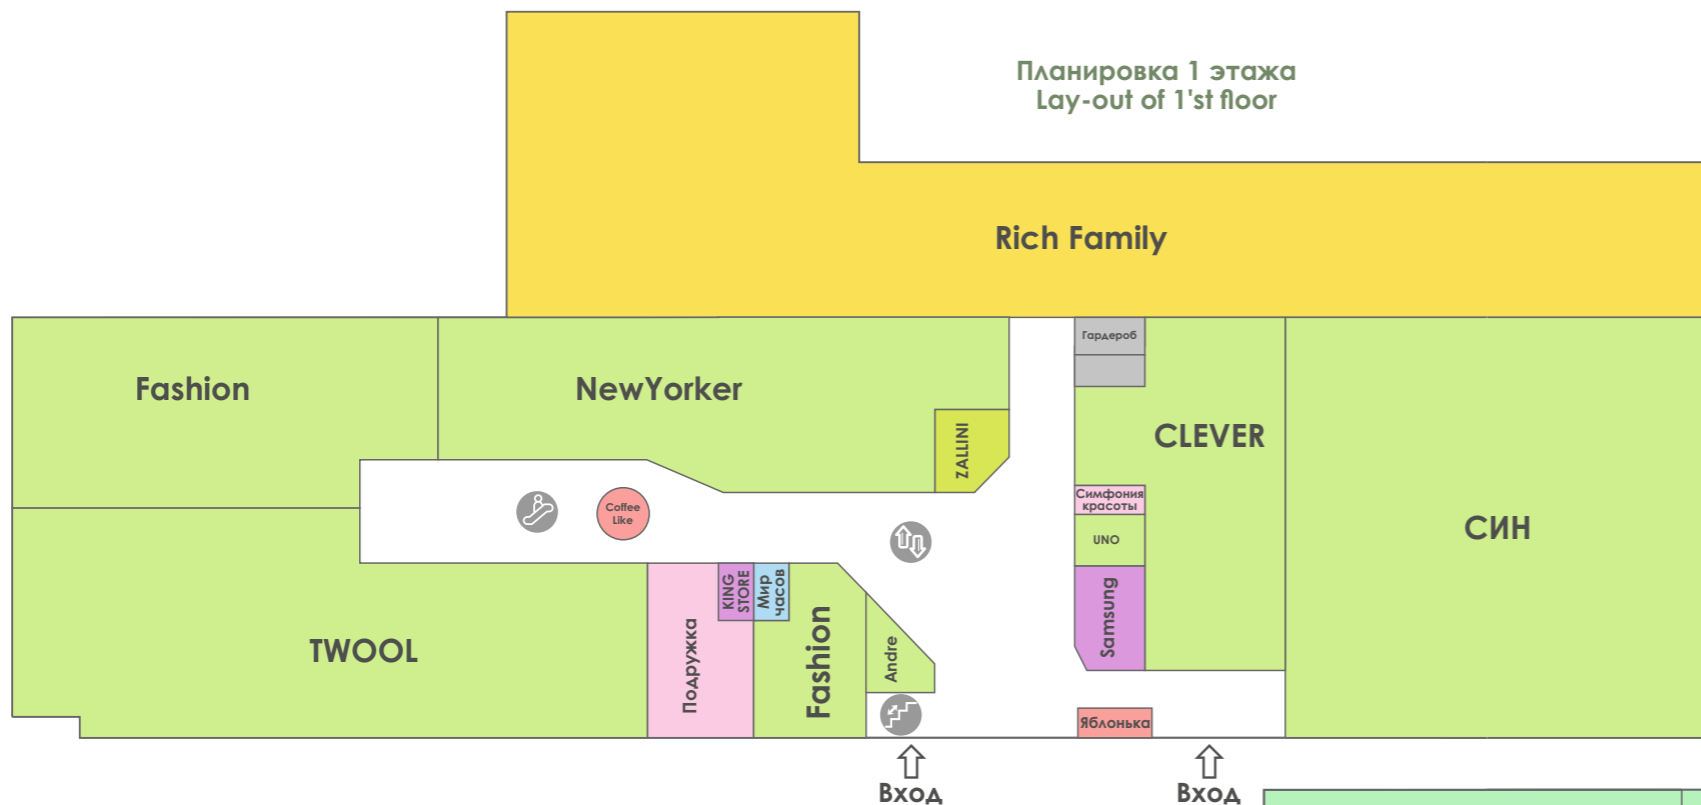 Планировка 1 этажа
Lay-out of 1'st floor
Rich Family
Гардероб
Fashion
NewYorker
CLEVER
ZALLINI
Симфония
красоты
Coffee
Like
СИН
UNO
KING
STORE
Мир
часов
Samsung
TWOOL
Подружка
Fashion
Andre
Яблонька
Вход
Вход